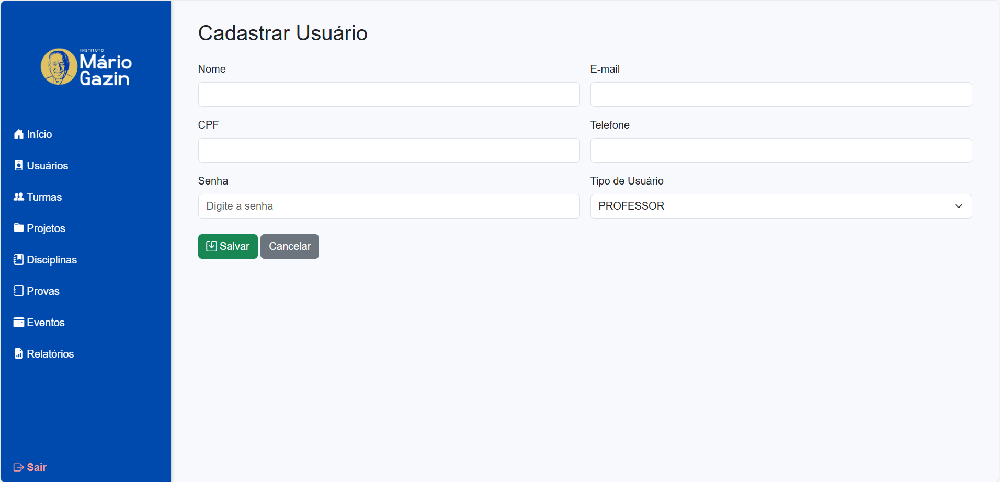 INSTITUTO
Mário
Gazin
Início
Usuários
Turmas
Projetos
Disciplinas
Provas
Eventos
Relatórios
Sair
Cadastrar Usuário
Nome
E-mail
CPF
Telefone
Senha
Tipo de Usuário
Digite a senha
PROFESSOR
Salvar
Cancelar